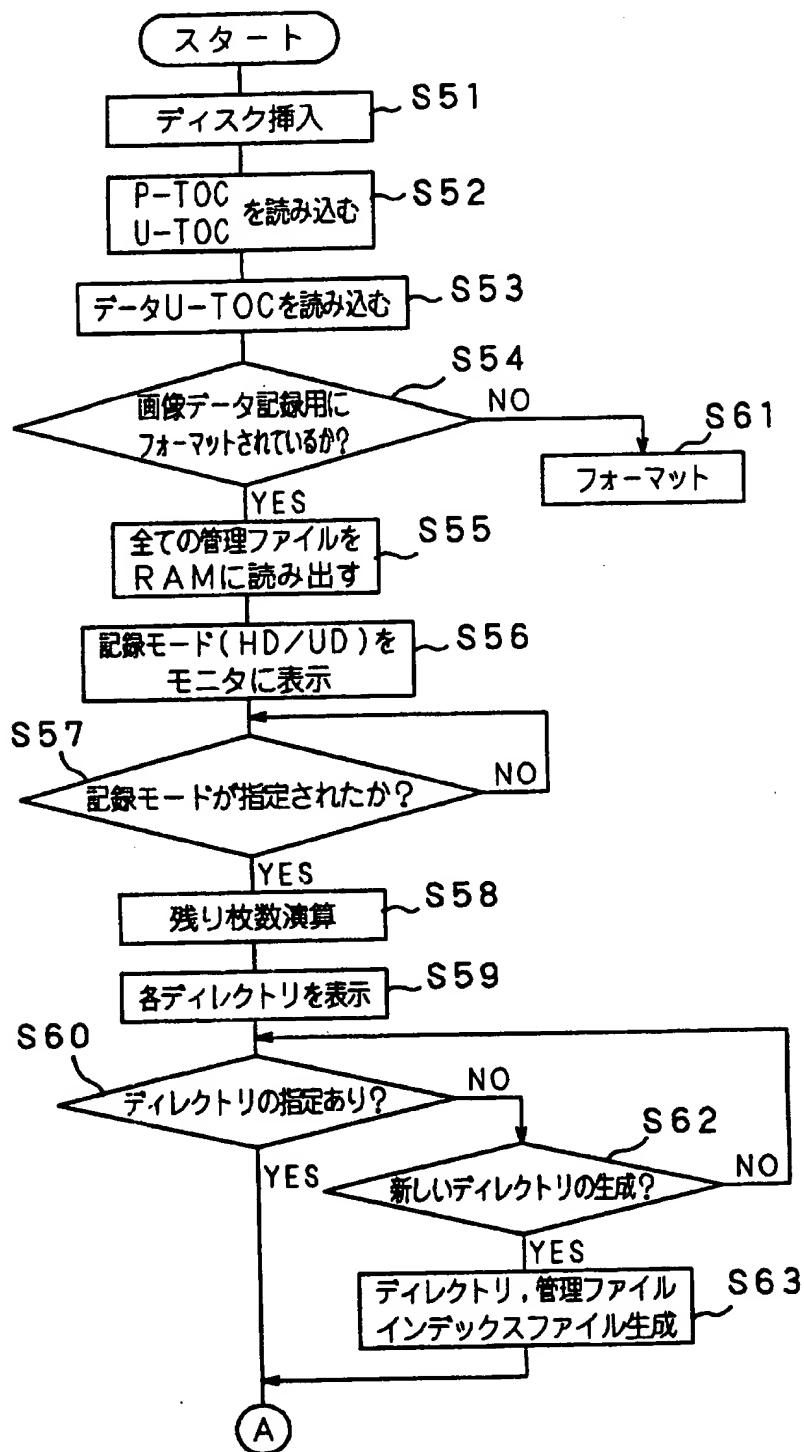 スタート
S51
ディスク挿入
S52
P-TOC
U-TOC
を読み込む
S53
データU-TOCを読み込む
S54
画像データ記録用に
フォーマットされているか?
NO
S61
フォーマット
YES
S55
全ての管理ファイルを
RAMに読み出す
S56
記録モード(HD/UD)を
モニタに表示
S57
記録モードが指定されたか?
NO
YES
S58
残り枚数演算
S59
各ディレクトリを表示
S60
ディレクトリの指定あり?
NO
YES
S62
新しいディレクトリの生成?
NO
YES
S63
ディレクトリ,管理ファイル
インデックスファイル生成
A